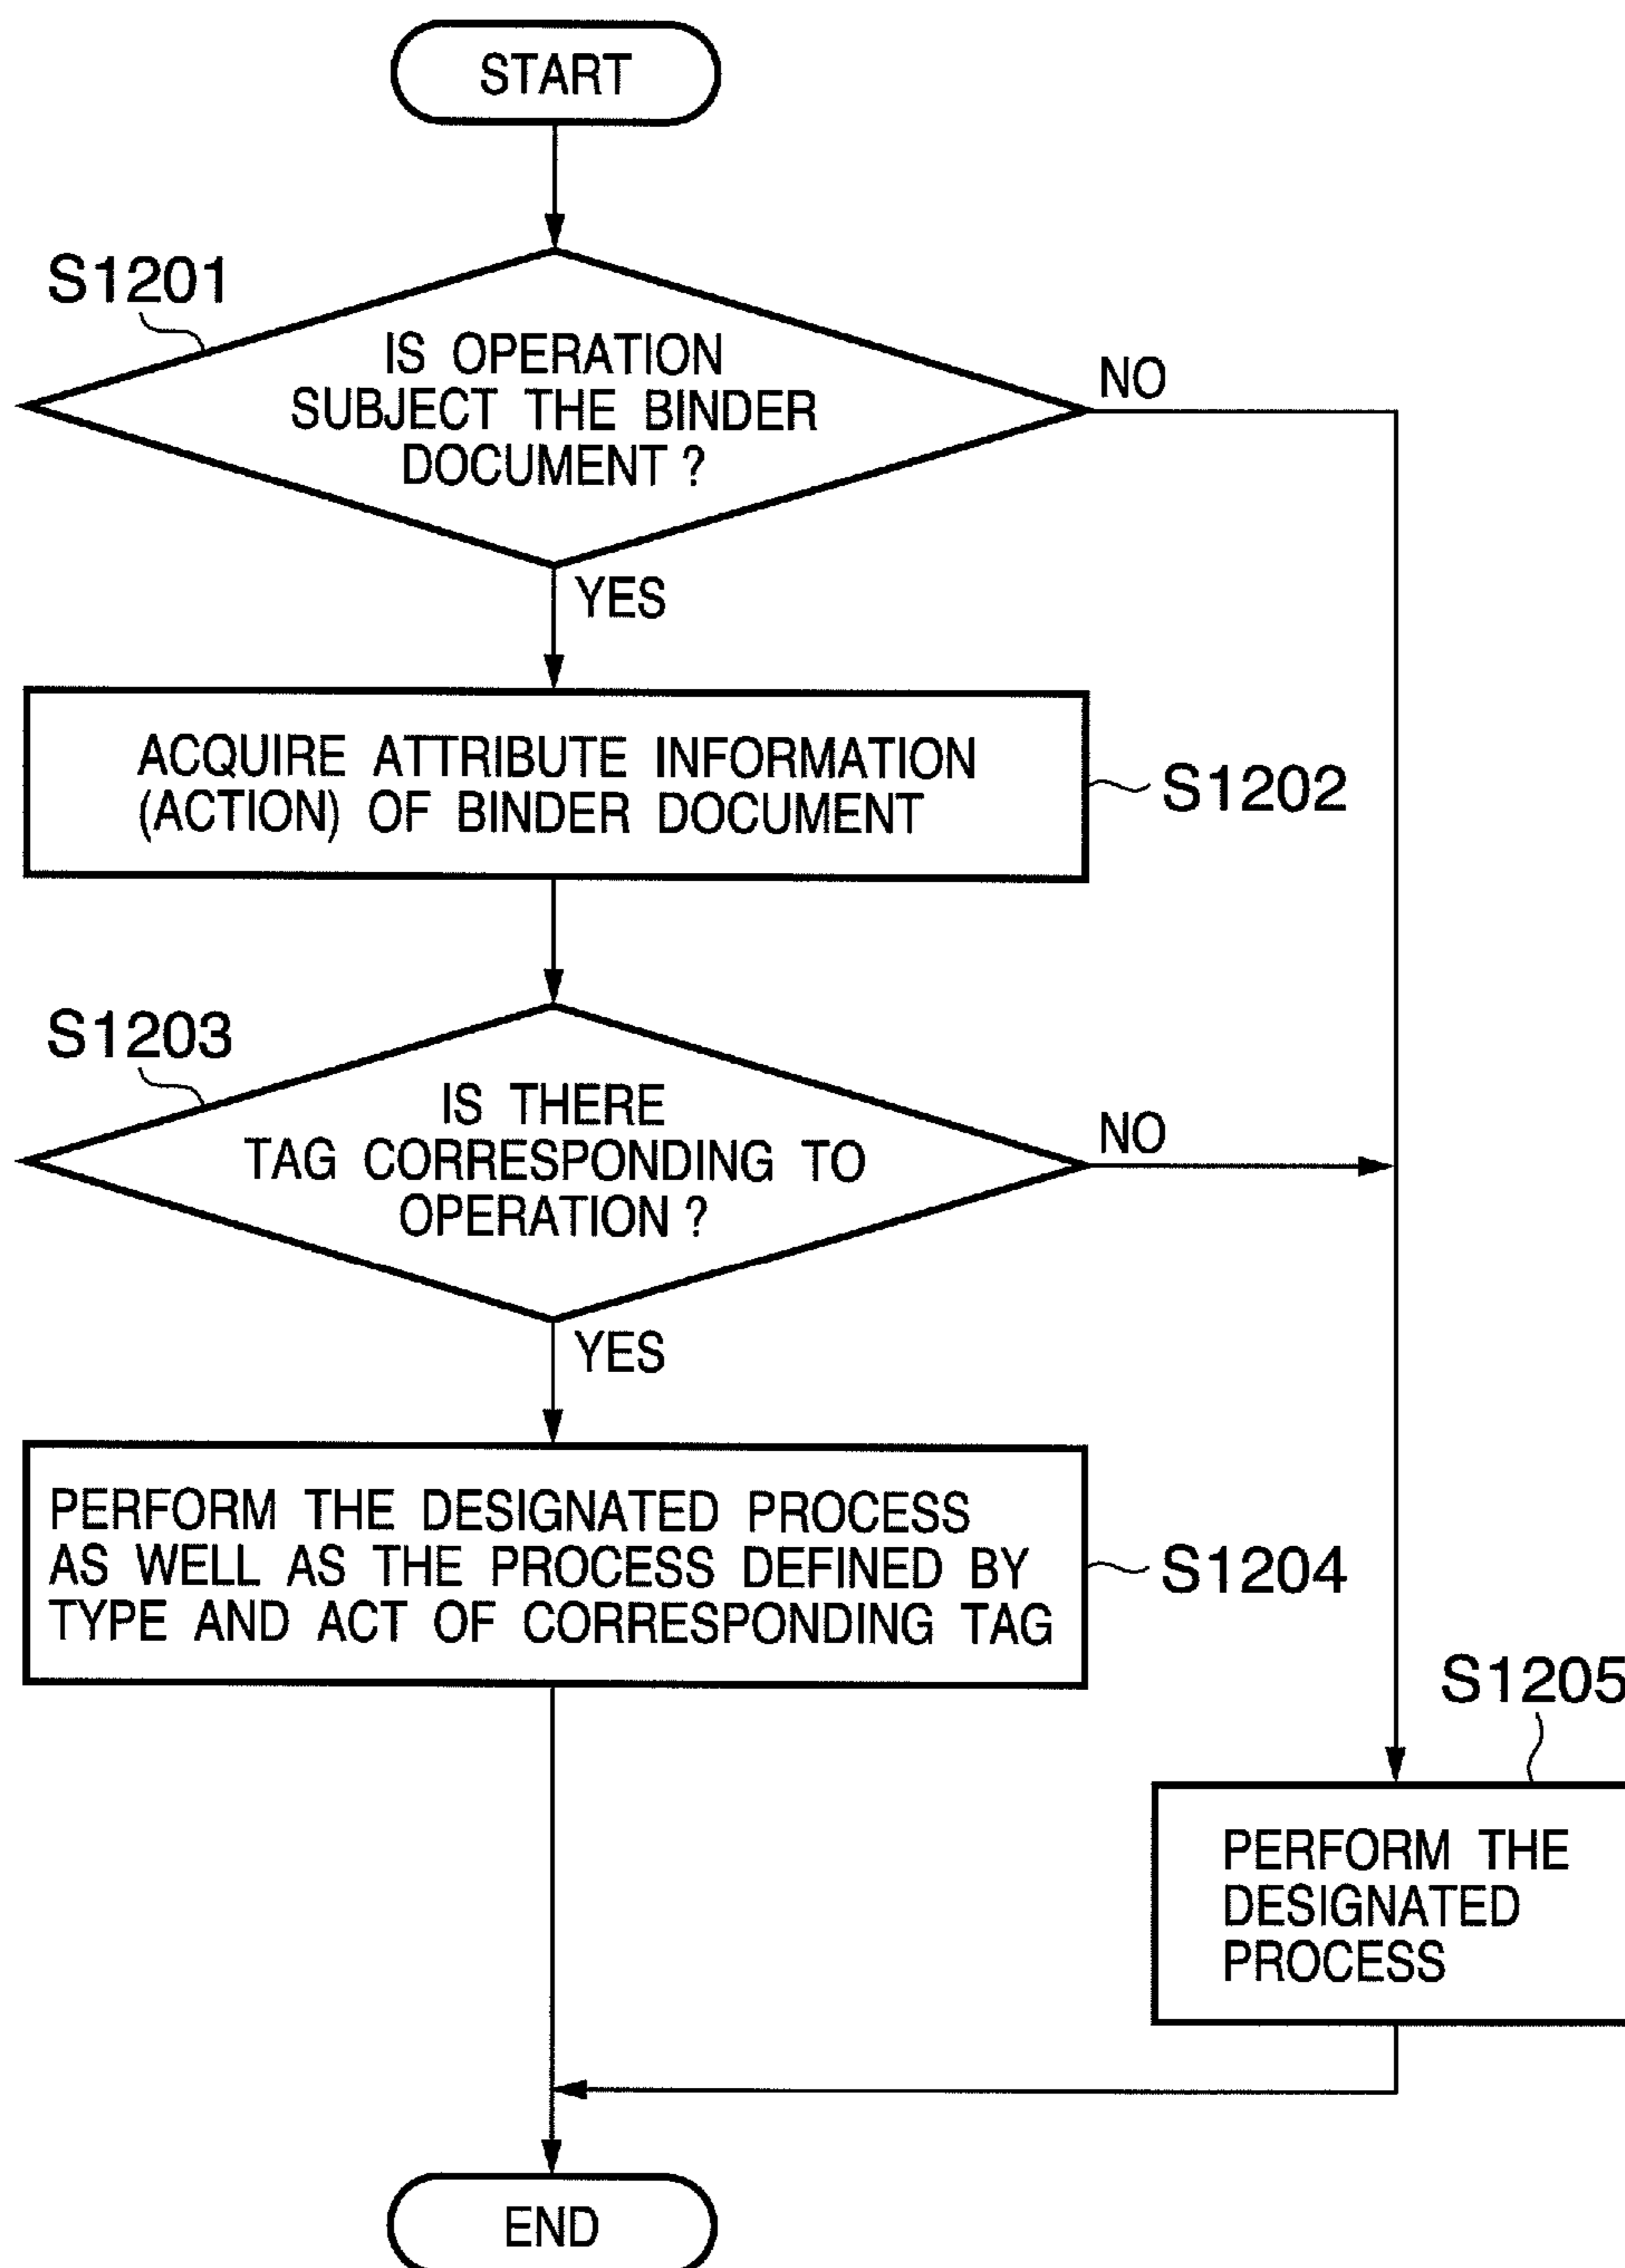 START
S1201
IS OPERATION
SUBJECT THE BINDER
DOCUMENT ?
NO
YES
ACQUIRE ATTRIBUTE INFORMATION
(ACTION) OF BINDER DOCUMENT
S1202
S1203
IS THERE
TAG CORRESPONDING TO
OPERATION ?
NO
YES
PERFORM THE DESIGNATED PROCESS
AS WELL AS THE PROCESS DEFINED BY
TYPE AND ACT OF CORRESPONDING TAG
S1204
S1205
PERFORM THE
DESIGNATED
PROCESS
END